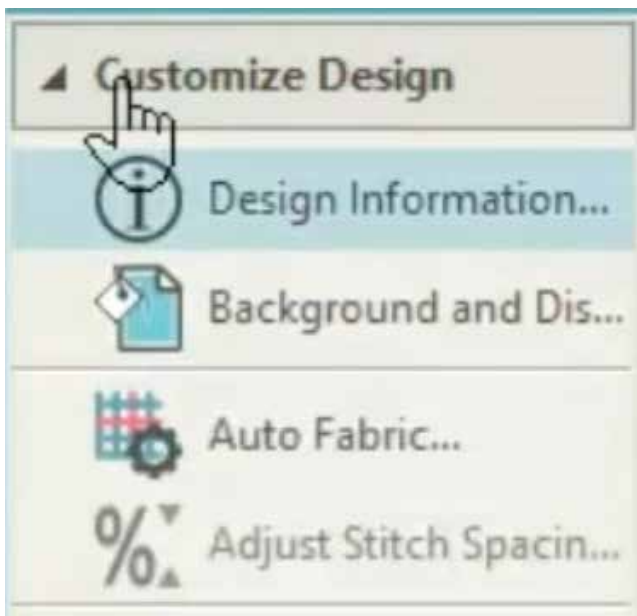 Customize Design
Design Information...
Background and Dis...
Auto Fabric...
Adjust Stitch Spacin...